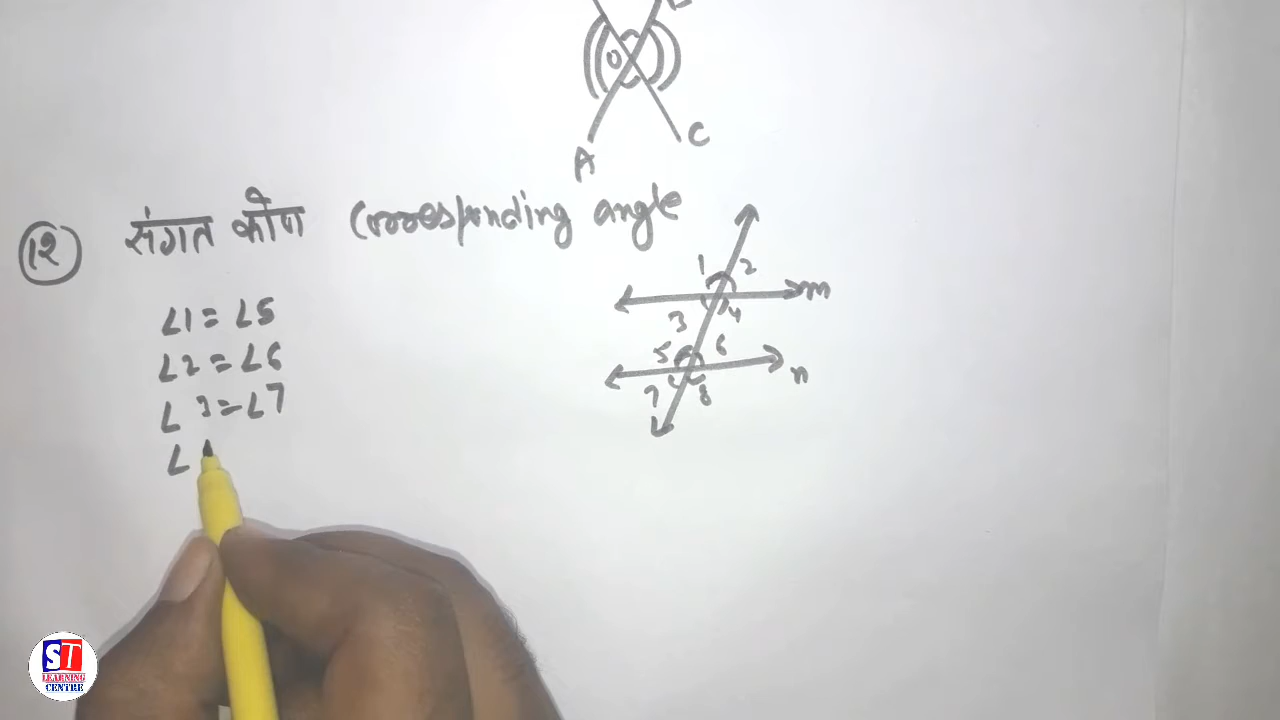 O
A
C
12 संगत कोण Corresponding angle
∠1 = ∠5
∠2 = ∠6
∠3 = ∠7
∠
1 2
m
3 4
5 6
n
7 8
ST
LEARNING
CENTRE